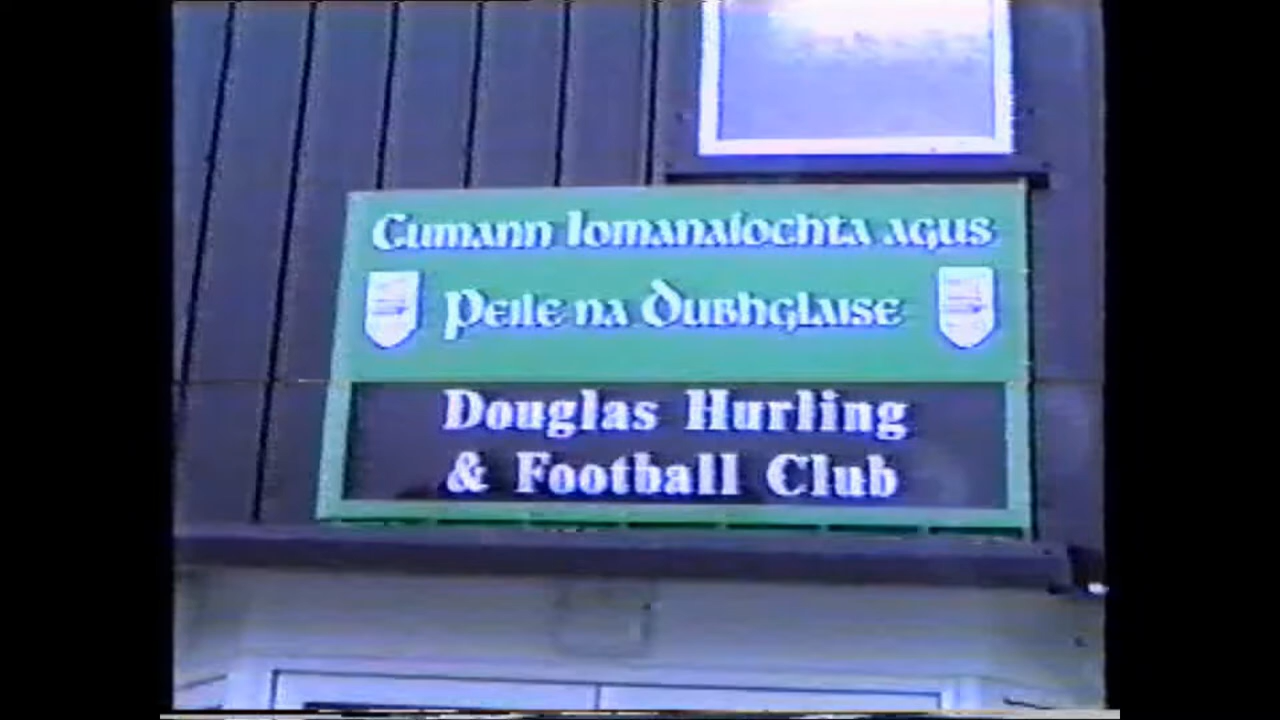 Cumann Iomanaíochta agus
Peile na Dubhglaise
Douglas Hurling
& Football Club